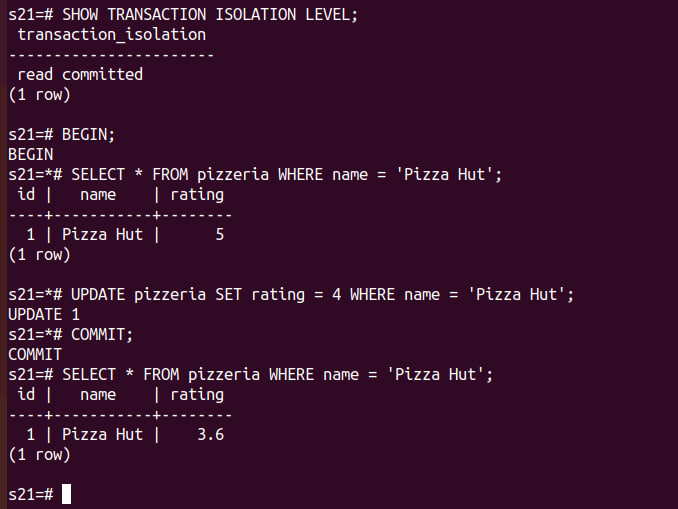 s21=# SHOW TRANSACTION ISOLATION LEVEL;
 transaction_isolation
-----------------------
 read committed
(1 row)

s21=# BEGIN;
BEGIN
s21=*# SELECT * FROM pizzeria WHERE name = 'Pizza Hut';
 id |   name    | rating
----+-----------+--------
  1 | Pizza Hut |      5
(1 row)

s21=*# UPDATE pizzeria SET rating = 4 WHERE name = 'Pizza Hut';
UPDATE 1
s21=*# COMMIT;
COMMIT
s21=# SELECT * FROM pizzeria WHERE name = 'Pizza Hut';
 id |   name    | rating
----+-----------+--------
  1 | Pizza Hut |    3.6
(1 row)

s21=#